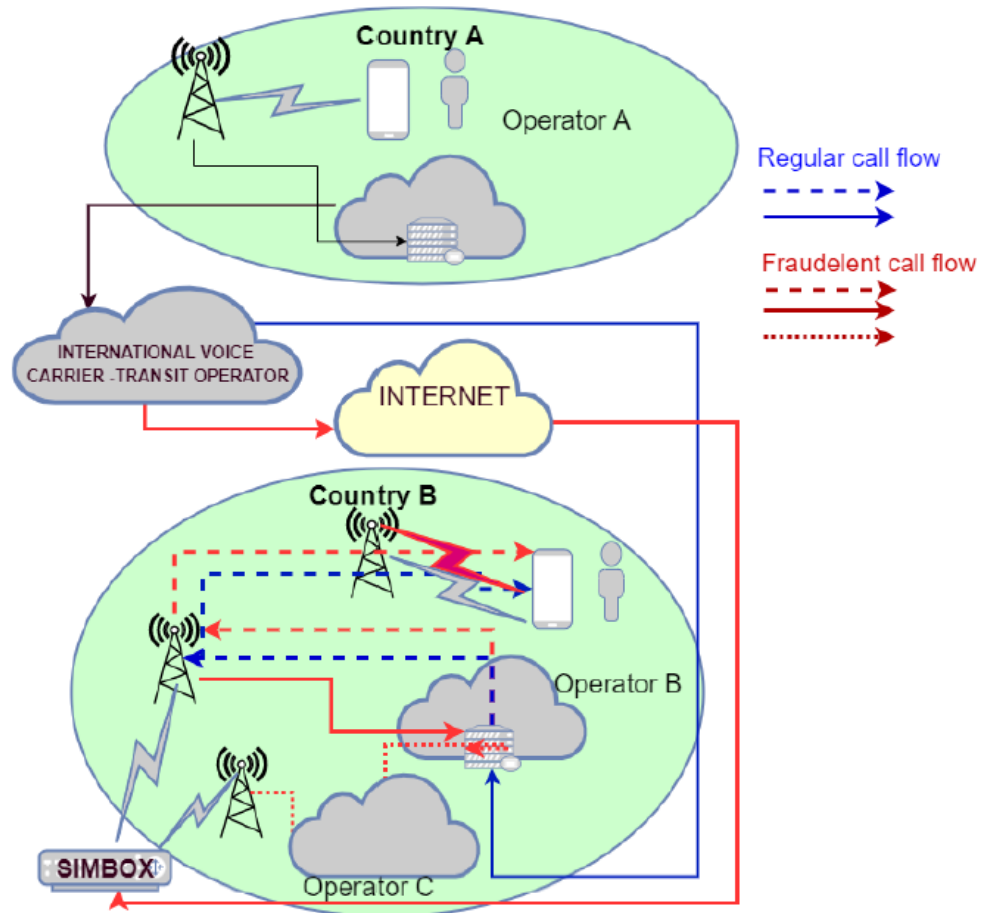 Country A
Operator A
Regular call flow
Fraudelent call flow
INTERNATIONAL VOICE
CARRIER -TRANSIT OPERATOR
INTERNET
Country B
Operator B
SIMBOX
Operator C